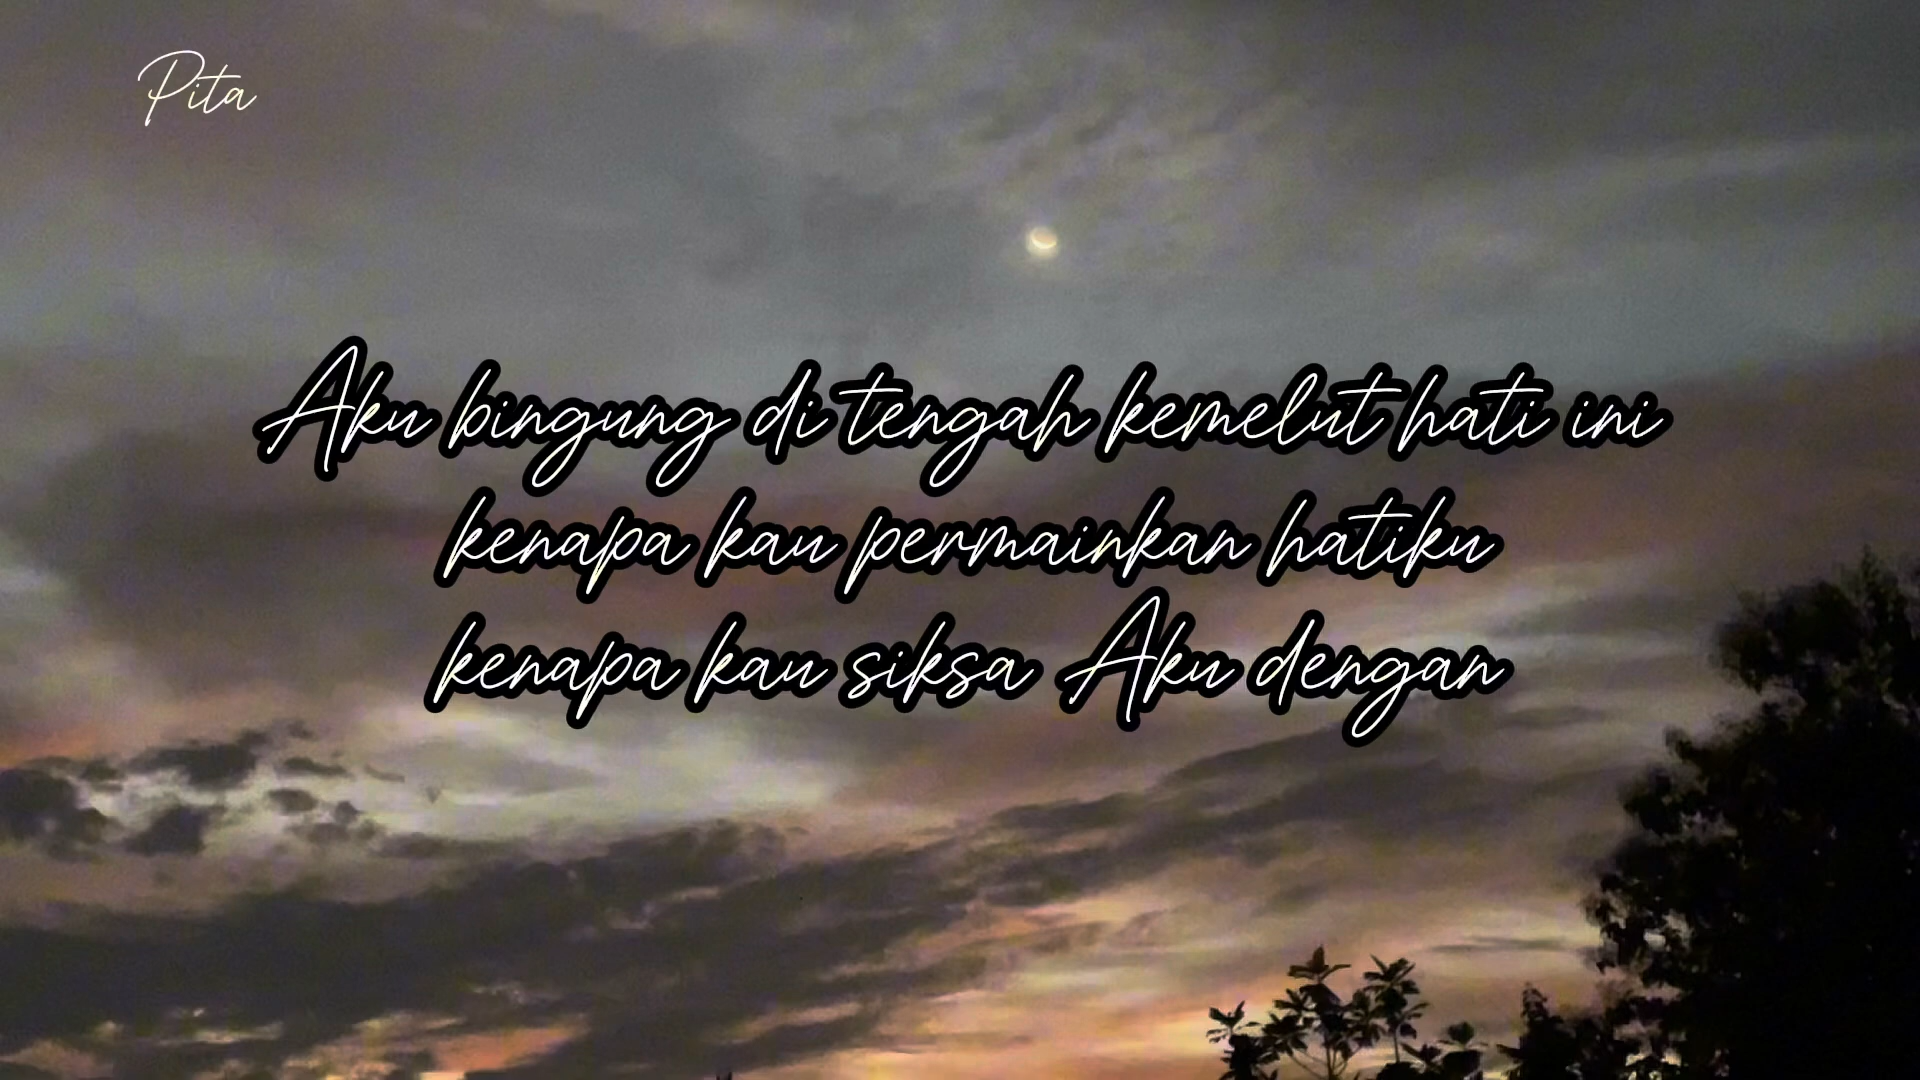 Pita
Aku bingung di tengah kemelut hati ini
kenapa kau permainkan hatiku
kenapa kau siksa Aku dengan